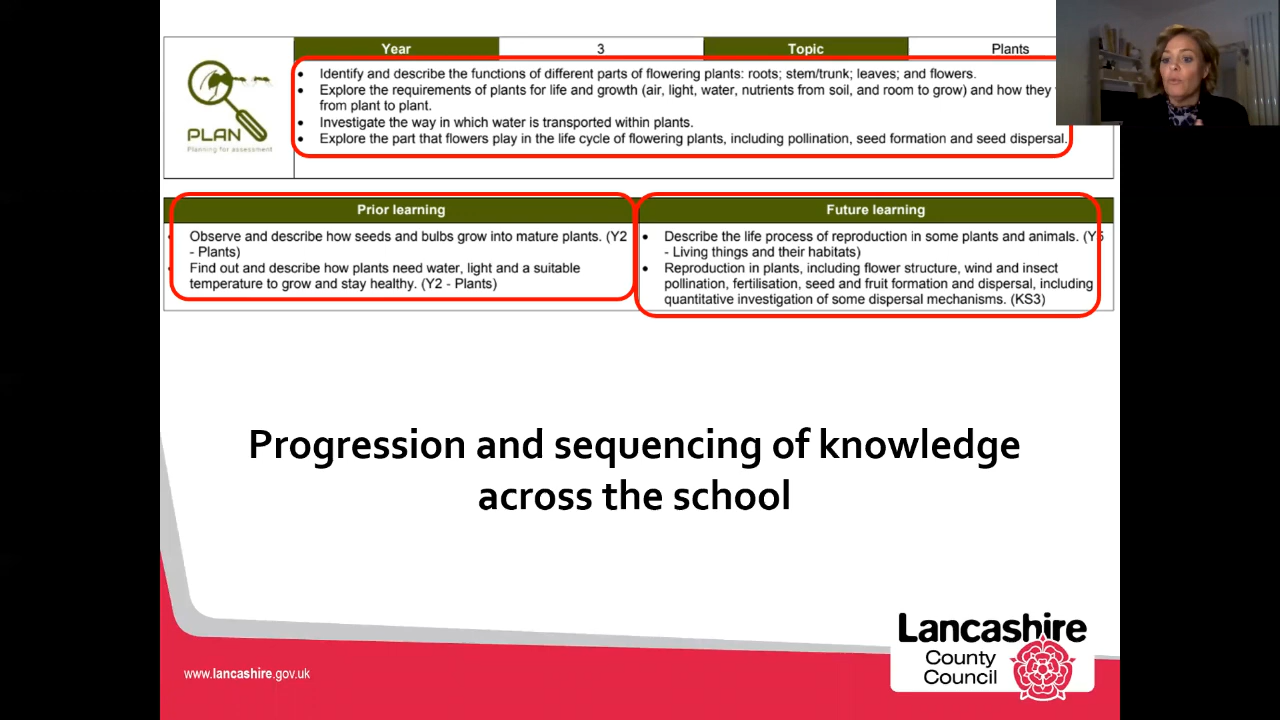 Year 3 Topic Plants
• Identify and describe the functions of different parts of flowering plants: roots; stem/trunk; leaves; and flowers.
• Explore the requirements of plants for life and growth (air, light, water, nutrients from soil, and room to grow) and how they
from plant to plant.
• Investigate the way in which water is transported within plants.
• Explore the part that flowers play in the life cycle of flowering plants, including pollination, seed formation and seed dispersal.
PLAN
Planning for assessment
Prior learning
• Observe and describe how seeds and bulbs grow into mature plants. (Y2
- Plants)
• Find out and describe how plants need water, light and a suitable
temperature to grow and stay healthy. (Y2 - Plants)
Future learning
• Describe the life process of reproduction in some plants and animals. (Y5
- Living things and their habitats)
• Reproduction in plants, including flower structure, wind and insect
pollination, fertilisation, seed and fruit formation and dispersal, including
quantitative investigation of some dispersal mechanisms. (KS3)
Progression and sequencing of knowledge
across the school
www.lancashire.gov.uk
Lancashire
County
Council